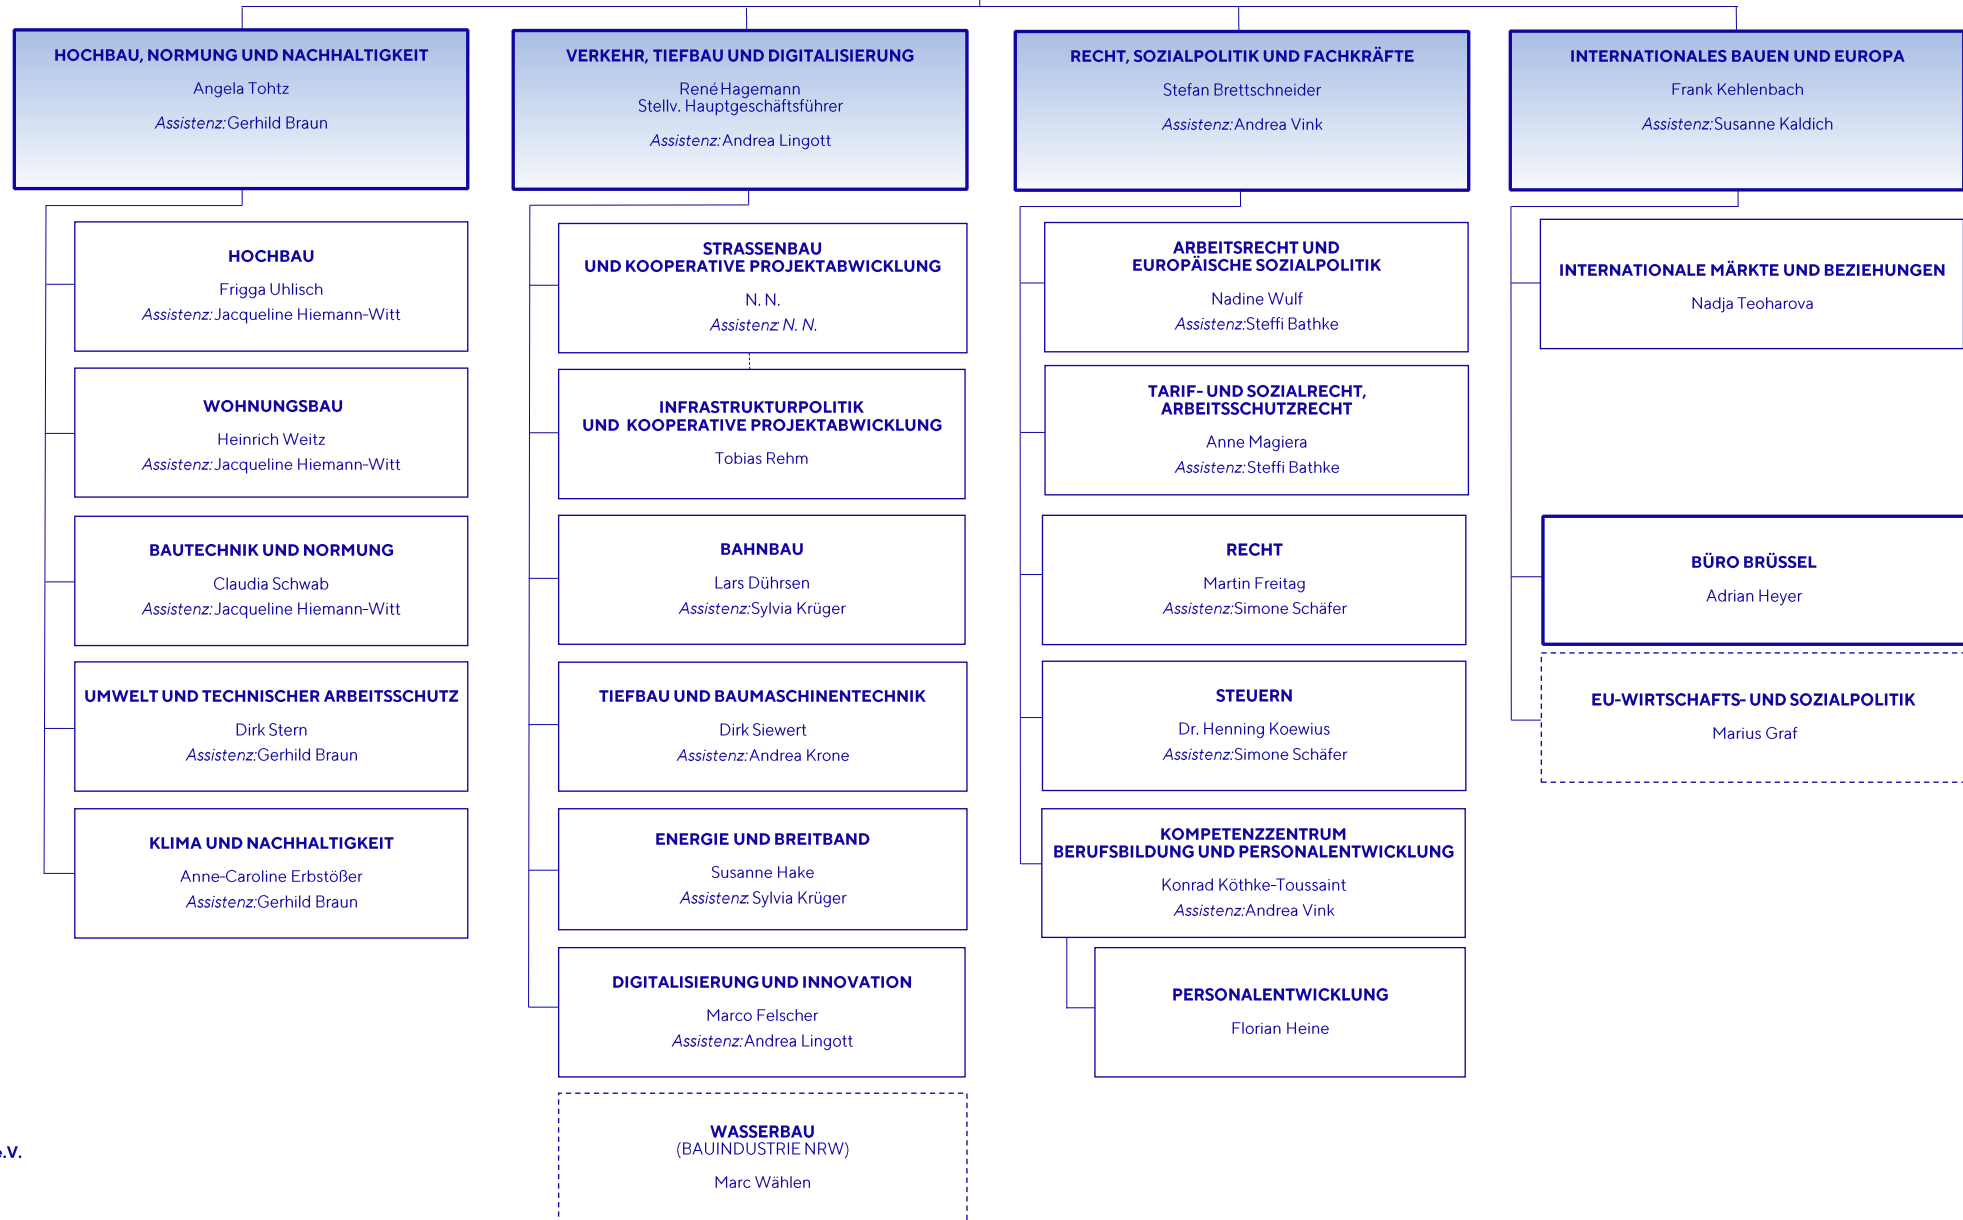 HOCHBAU, NORMUNG UND NACHHALTIGKEIT
Angela Tohtz
Assistenz: Gerhild Braun
HOCHBAU
Frigga Uhlisch
Assistenz: Jacqueline Hiemann-Witt
WOHNUNGSBAU
Heinrich Weitz
Assistenz: Jacqueline Hiemann-Witt
BAUTECHNIK UND NORMUNG
Claudia Schwab
Assistenz: Jacqueline Hiemann-Witt
UMWELT UND TECHNISCHER ARBEITSSCHUTZ
Dirk Stern
Assistenz: Gerhild Braun
KLIMA UND NACHHALTIGKEIT
Anne-Caroline Erbstößer
Assistenz: Gerhild Braun
VERKEHR, TIEFBAU UND DIGITALISIERUNG
René Hagemann
Stellv. Hauptgeschäftsführer
Assistenz: Andrea Lingott
STRASSENBAU
UND KOOPERATIVE PROJEKTABWICKLUNG
N. N.
Assistenz: N. N.
INFRASTRUKTURPOLITIK
UND KOOPERATIVE PROJEKTABWICKLUNG
Tobias Rehm
BAHNBAU
Lars Dührsen
Assistenz: Sylvia Krüger
TIEFBAU UND BAUMASCHINENTECHNIK
Dirk Siewert
Assistenz: Andrea Krone
ENERGIE UND BREITBAND
Susanne Hake
Assistenz: Sylvia Krüger
DIGITALISIERUNG UND INNOVATION
Marco Felscher
Assistenz: Andrea Lingott
WASSERBAU
(BAUINDUSTRIE NRW)
Marc Wählen
RECHT, SOZIALPOLITIK UND FACHKRÄFTE
Stefan Brettschneider
Assistenz: Andrea Vink
ARBEITSRECHT UND
EUROPÄISCHE SOZIALPOLITIK
Nadine Wulf
Assistenz: Steffi Bathke
TARIF- UND SOZIALRECHT,
ARBEITSSCHUTZRECHT
Anne Magiera
Assistenz: Steffi Bathke
RECHT
Martin Freitag
Assistenz: Simone Schäfer
STEUERN
Dr. Henning Koewius
Assistenz: Simone Schäfer
KOMPETENZZENTRUM
BERUFSBILDUNG UND PERSONALENTWICKLUNG
Konrad Köthke-Toussaint
Assistenz: Andrea Vink
PERSONALENTWICKLUNG
Florian Heine
INTERNATIONALES BAUEN UND EUROPA
Frank Kehlenbach
Assistenz: Susanne Kaldich
INTERNATIONALE MÄRKTE UND BEZIEHUNGEN
Nadja Teoharova
BÜRO BRÜSSEL
Adrian Heyer
EU-WIRTSCHAFTS- UND SOZIALPOLITIK
Marius Graf
e.V.